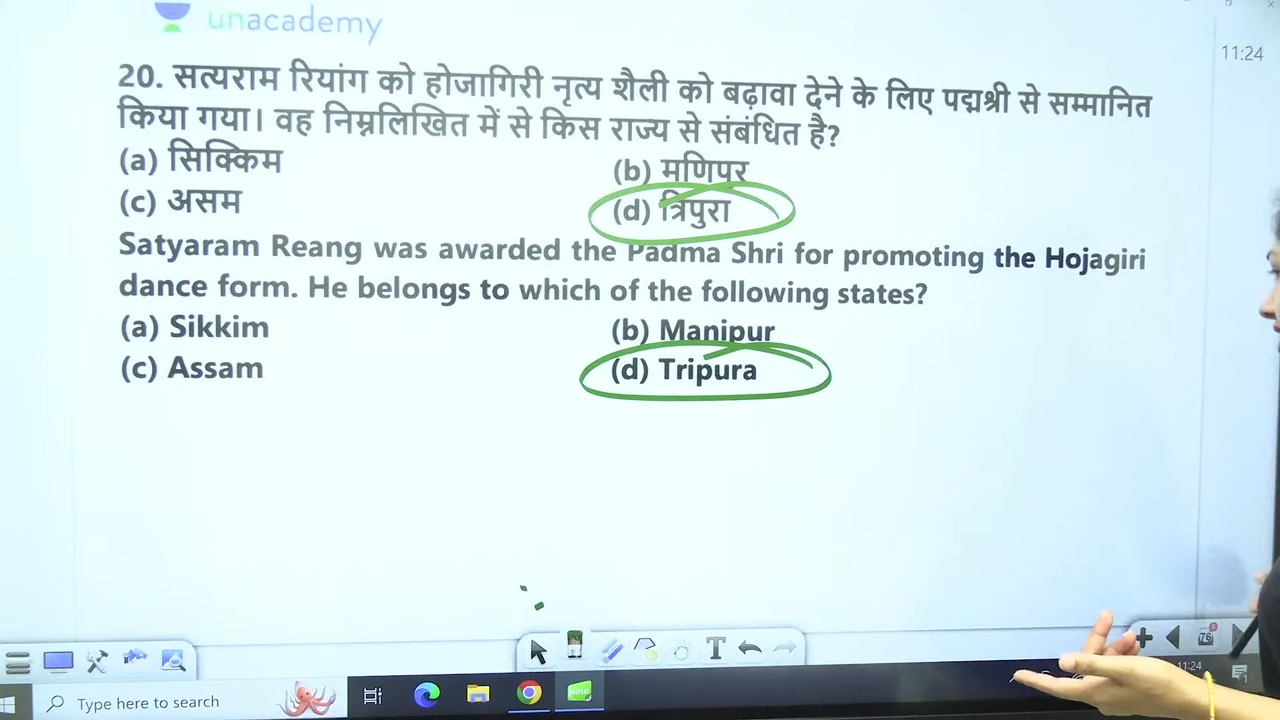 unacademy
11:24
20. सत्यराम रियांग को होजागिरी नृत्य शैली को बढ़ावा देने के लिए पद्मश्री से सम्मानित
किया गया। वह निम्नलिखित में से किस राज्य से संबंधित है?
(a) सिक्किम (b) मणिपुर
(c) असम (d) त्रिपुरा
Satyaram Reang was awarded the Padma Shri for promoting the Hojagiri
dance form. He belongs to which of the following states?
(a) Sikkim (b) Manipur
(c) Assam (d) Tripura
T
76
11:24
Type here to search